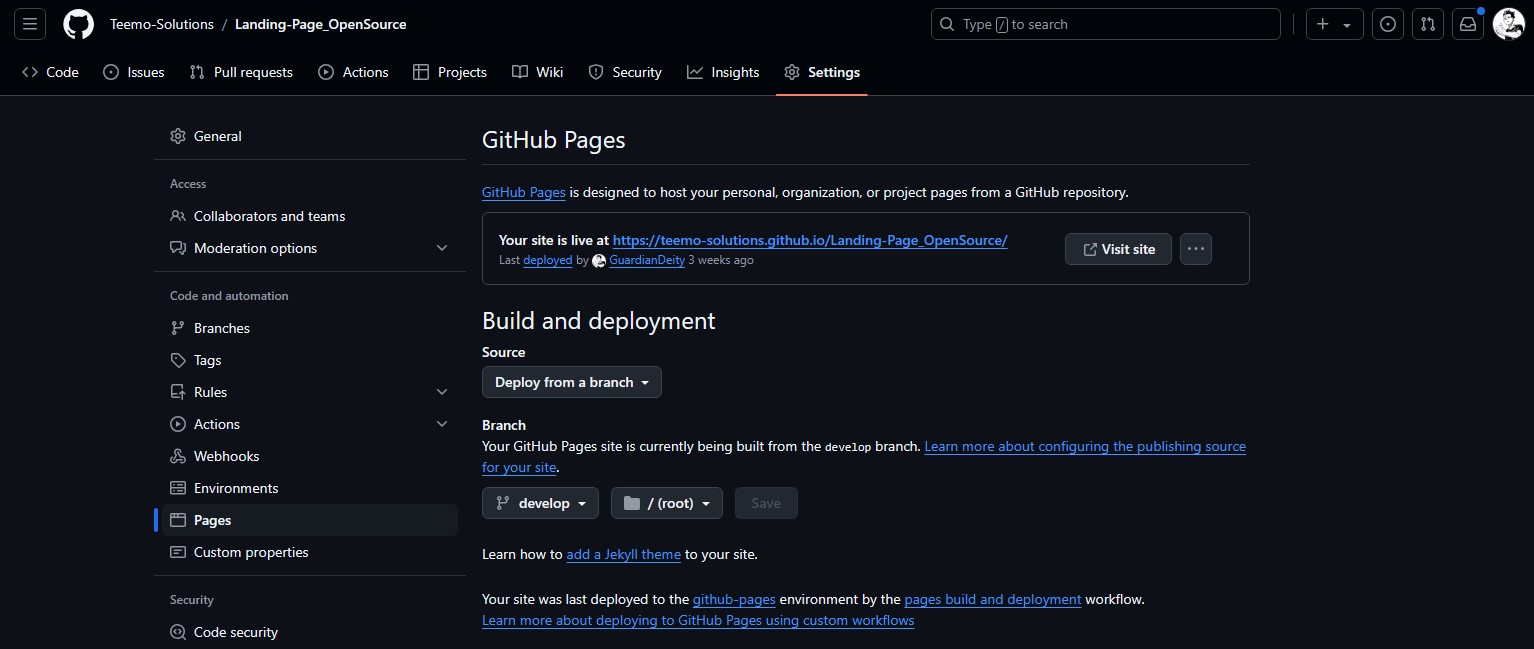 Teemo-Solutions / Landing-Page_OpenSource
Type / to search
Code Issues Pull requests Actions Projects Wiki Security Insights Settings
General
Access
Collaborators and teams
Moderation options
Code and automation
Branches
Tags
Rules
Actions
Webhooks
Environments
Pages
Custom properties
Security
Code security
GitHub Pages
GitHub Pages is designed to host your personal, organization, or project pages from a GitHub repository.
Your site is live at https://teemo-solutions.github.io/Landing-Page_OpenSource/
Last deployed by GuardianDeity 3 weeks ago
Visit site
Build and deployment
Source
Deploy from a branch
Branch
Your GitHub Pages site is currently being built from the develop branch. Learn more about configuring the publishing source
for your site.
develop / (root) Save
Learn how to add a Jekyll theme to your site.
Your site was last deployed to the github-pages environment by the pages build and deployment workflow.
Learn more about deploying to GitHub Pages using custom workflows